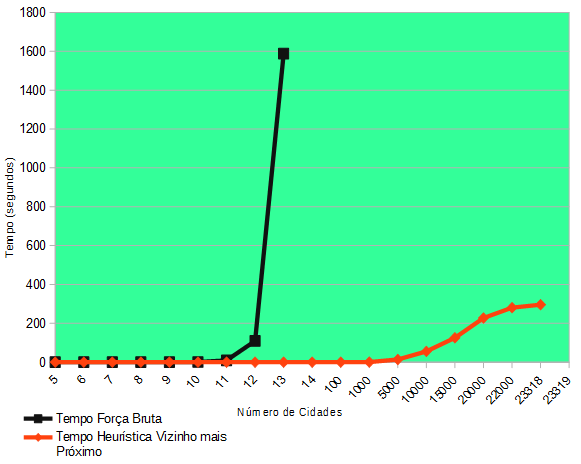 1800
1600
1400
1200
1000
800
600
400
200
0
Tempo (segundos)
5 6 7 8 9 10 11 12 13 14 100 1000 5000 10000 15000 20000 22000 23318 23319
Número de Cidades
Tempo Força Bruta
Tempo Heurística Vizinho mais
Próximo